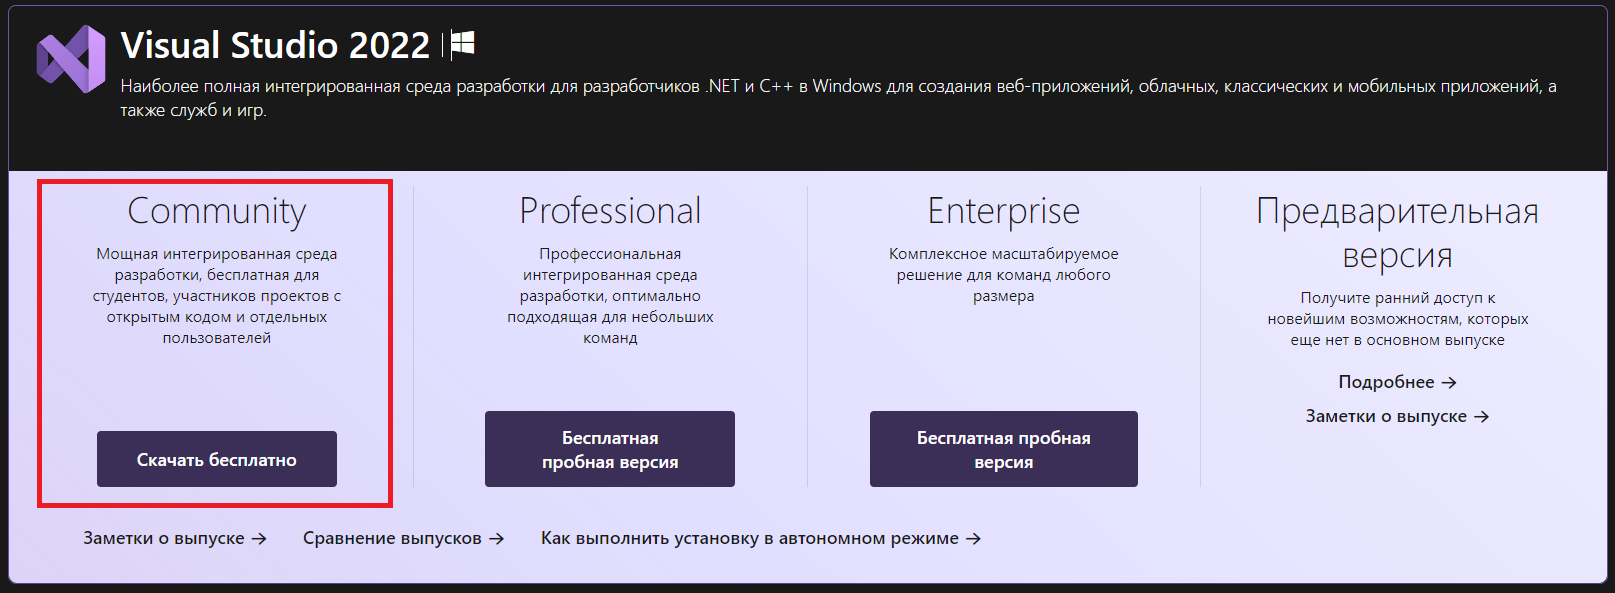 Visual Studio 2022
Наиболее полная интегрированная среда разработки для разработчиков .NET и C++ в Windows для создания веб-приложений, облачных, классических и мобильных приложений, а
также служб и игр.
Community
Мощная интегрированная среда
разработки, бесплатная для
студентов, участников проектов с
открытым кодом и отдельных
пользователей
Скачать бесплатно
Professional
Профессиональная
интегрированная среда
разработки, оптимально
подходящая для небольших
команд
Бесплатная
пробная версия
Enterprise
Комплексное масштабируемое
решение для команд любого
размера
Бесплатная пробная
версия
Предварительная
версия
Получите ранний доступ к
новейшим возможностям, которых
еще нет в основном выпуске
Подробнее →
Заметки о выпуске →
Заметки о выпуске →
Сравнение выпусков →
Как выполнить установку в автономном режиме →